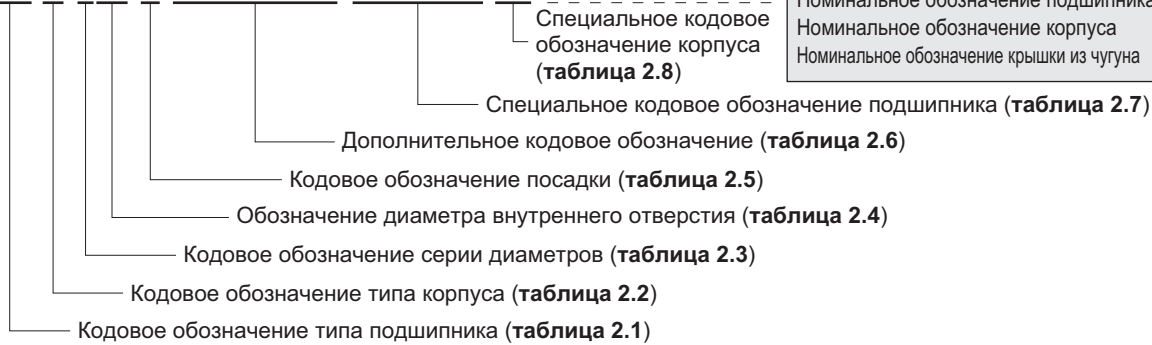 Номинальное обозначение подшипника
Номинальное обозначение корпуса
Номинальное обозначение крышки из чугуна
Специальное кодовое
обозначение корпуса
(таблица 2.8)
Специальное кодовое обозначение подшипника (таблица 2.7)
Дополнительное кодовое обозначение (таблица 2.6)
Кодовое обозначение посадки (таблица 2.5)
Обозначение диаметра внутреннего отверстия (таблица 2.4)
Кодовое обозначение серии диаметров (таблица 2.3)
Кодовое обозначение типа корпуса (таблица 2.2)
Кодовое обозначение типа подшипника (таблица 2.1)